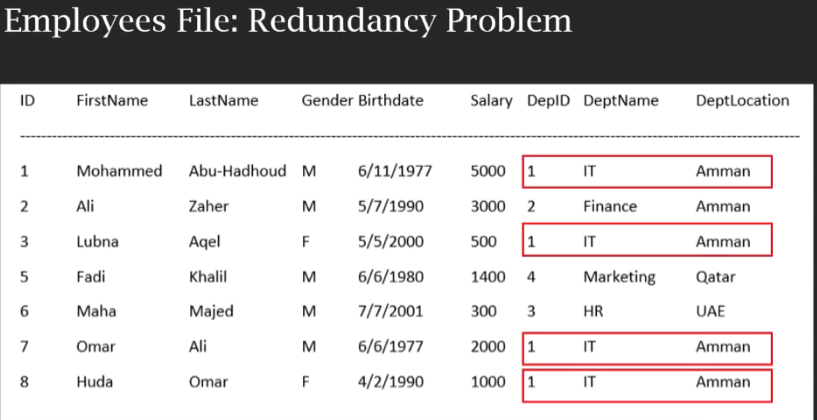 Employees File: Redundancy Problem
ID FirstName LastName Gender Birthdate Salary DepID DeptName DeptLocation
--------------------------------------------------------------------------------
1 Mohammed Abu-Hadhoud M 6/11/1977 5000 1 IT Amman
2 Ali Zaher M 5/7/1990 3000 2 Finance Amman
3 Lubna Aqel F 5/5/2000 500 1 IT Amman
5 Fadi Khalil M 6/6/1980 1400 4 Marketing Qatar
6 Maha Majed M 7/7/2001 300 3 HR UAE
7 Omar Ali M 6/6/1977 2000 1 IT Amman
8 Huda Omar F 4/2/1990 1000 1 IT Amman